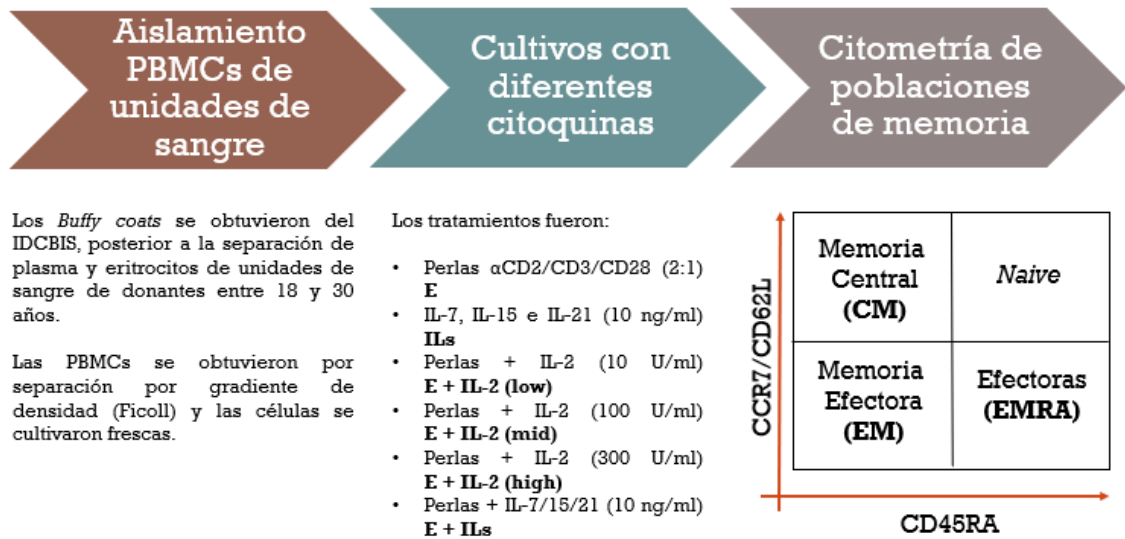 Aislamiento
PBMCs de
unidades de
sangre
Cultivos con
diferentes
citoquinas
Citometría de
poblaciones
de memoria
Los Buffy coats se obtuvieron del
IDCBIS, posterior a la separación de
plasma y eritrocitos de unidades de
sangre de donantes entre 18 y 30
años.
Las PBMCs se obtuvieron por
separación por gradiente de
densidad (Ficoll) y las células se
cultivaron frescas.
Los tratamientos fueron:
• Perlas αCD2/CD3/CD28 (2:1)
E
• IL-7, IL-15 e IL-21 (10 ng/ml)
ILs
• Perlas + IL-2 (10 U/ml)
E + IL-2 (low)
• Perlas + IL-2 (100 U/ml)
E + IL-2 (mid)
• Perlas + IL-2 (300 U/ml)
E + IL-2 (high)
• Perlas + IL-7/15/21 (10 ng/ml)
E + ILs
CCR7/CD62L
Memoria
Central
(CM)
Naive
Memoria
Efectora
(EM)
Efectoras
(EMRA)
CD45RA